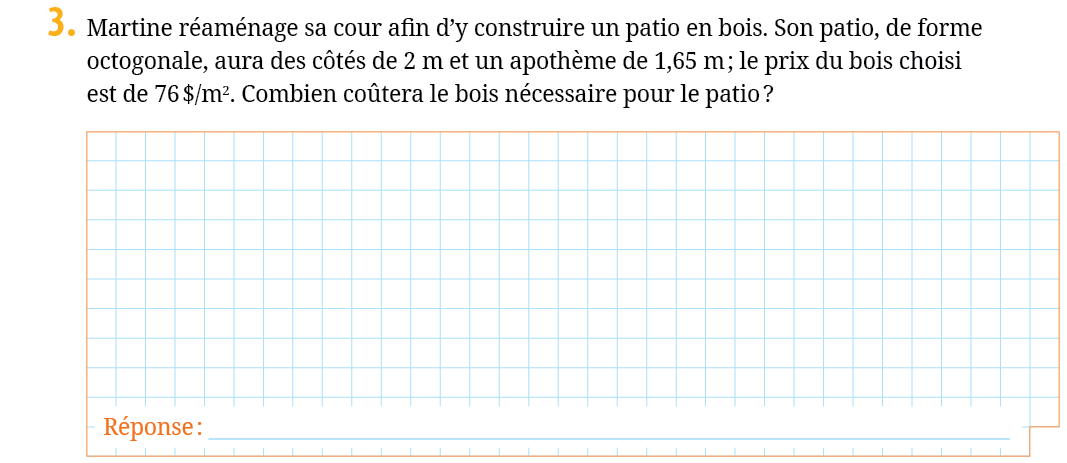 3. Martine réaménage sa cour afin d’y construire un patio en bois. Son patio, de forme
octogonale, aura des côtés de 2 m et un apothème de 1,65 m ; le prix du bois choisi
est de 76 $/m². Combien coûtera le bois nécessaire pour le patio ?
Réponse :